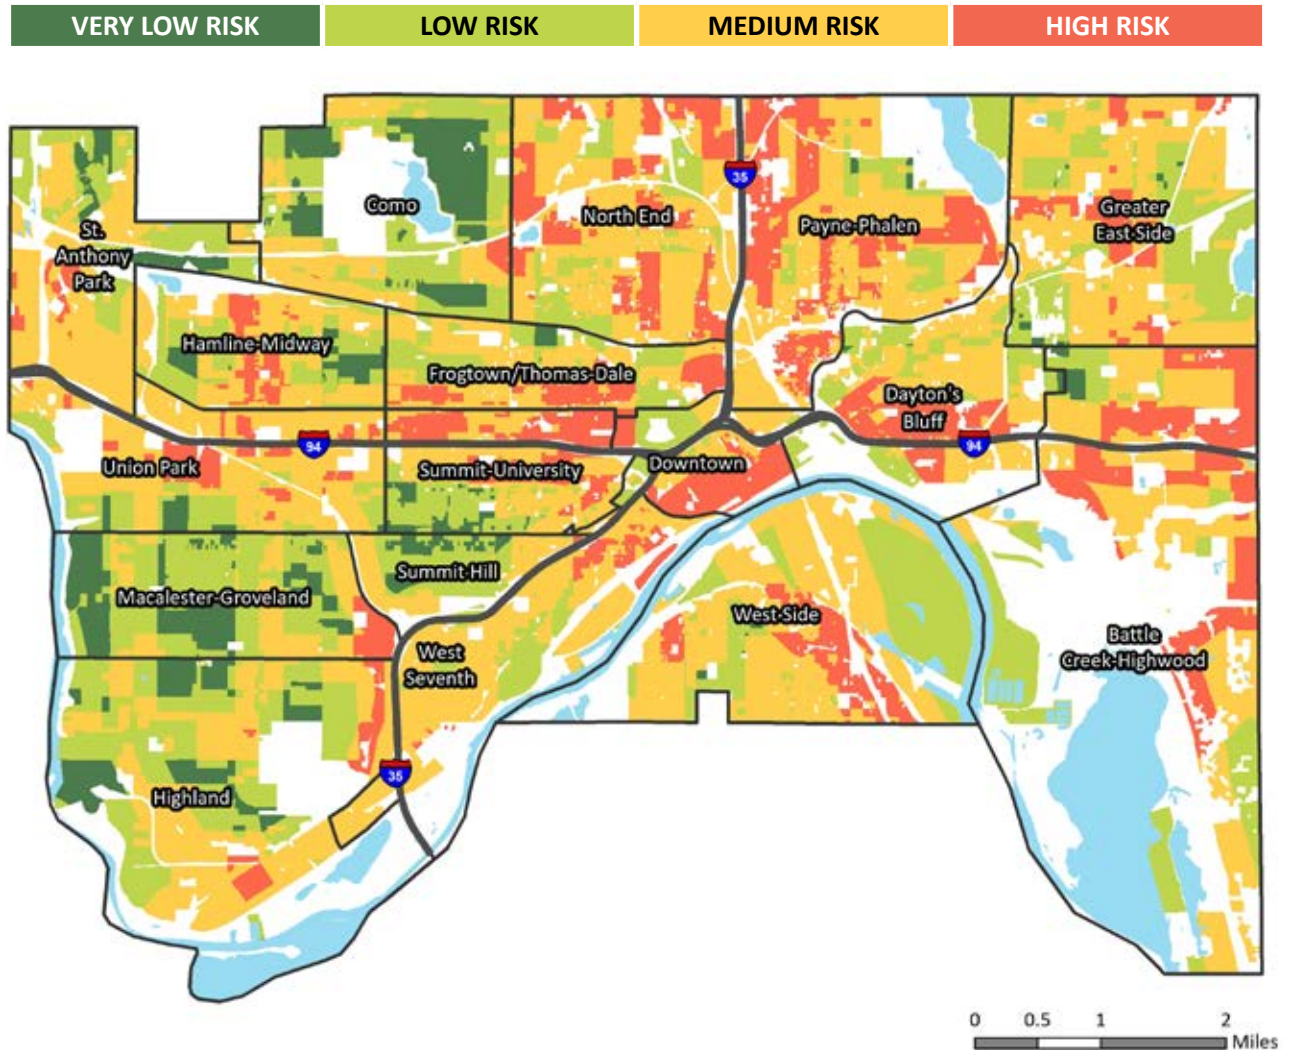 VERY LOW RISK
LOW RISK
MEDIUM RISK
HIGH RISK
Como
North End
35
Payne-Phalen
Greater
East-Side
St.
Anthony
Park
Hamline-Midway
Frogtown/Thomas-Dale
Dayton's
Bluff
94
94
Union Park
Summit-University
Downtown
Summit-Hill
Macalester-Groveland
West-Side
West
Seventh
Battle
Creek-Highwood
35
Highland
0 0.5 1 2
Miles